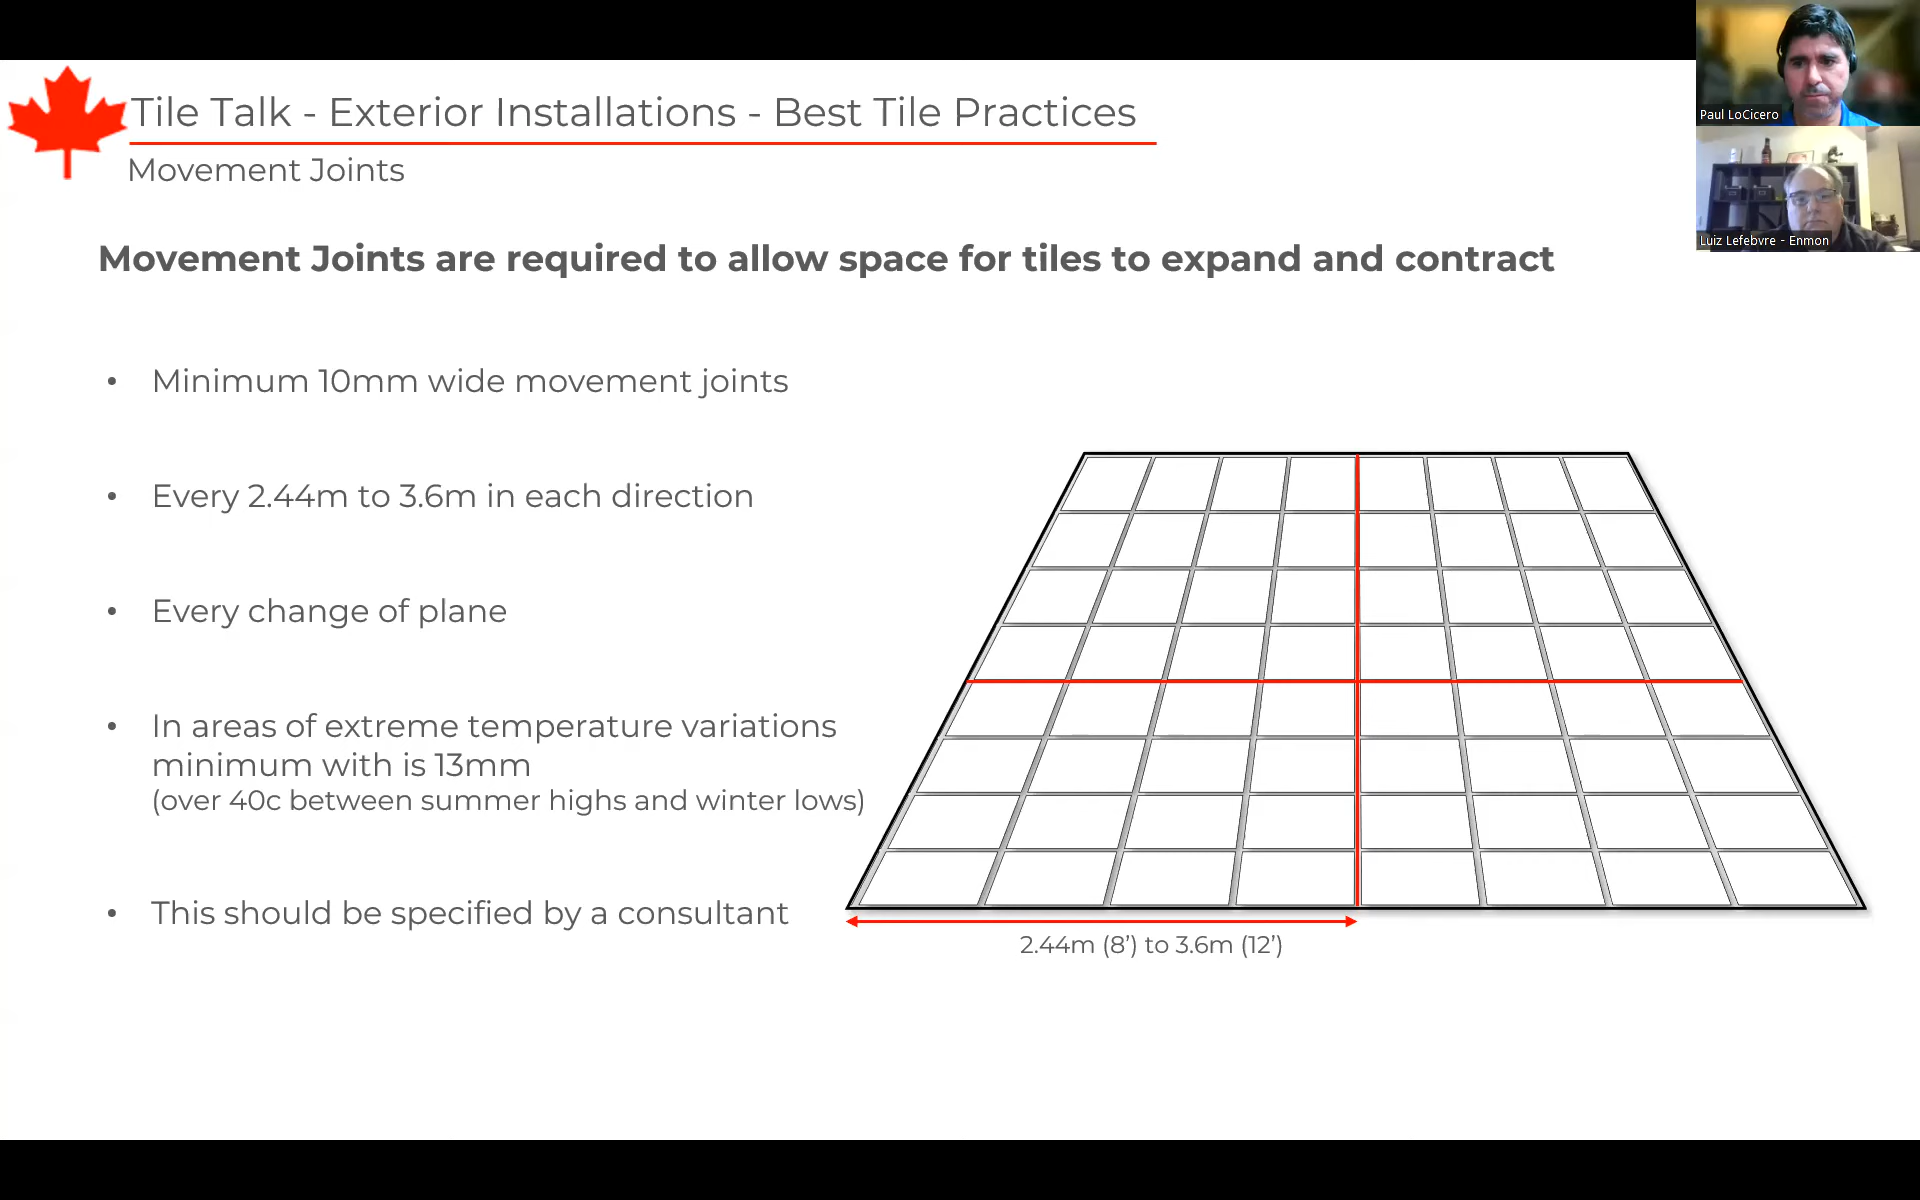 Tile Talk - Exterior Installations - Best Tile Practices
Movement Joints
Paul LoCicero
Luiz Lefebvre - Enmon
Movement Joints are required to allow space for tiles to expand and contract
• Minimum 10mm wide movement joints
• Every 2.44m to 3.6m in each direction
• Every change of plane
• In areas of extreme temperature variations
minimum with is 13mm
(over 40c between summer highs and winter lows)
• This should be specified by a consultant
2.44m (8’) to 3.6m (12’)